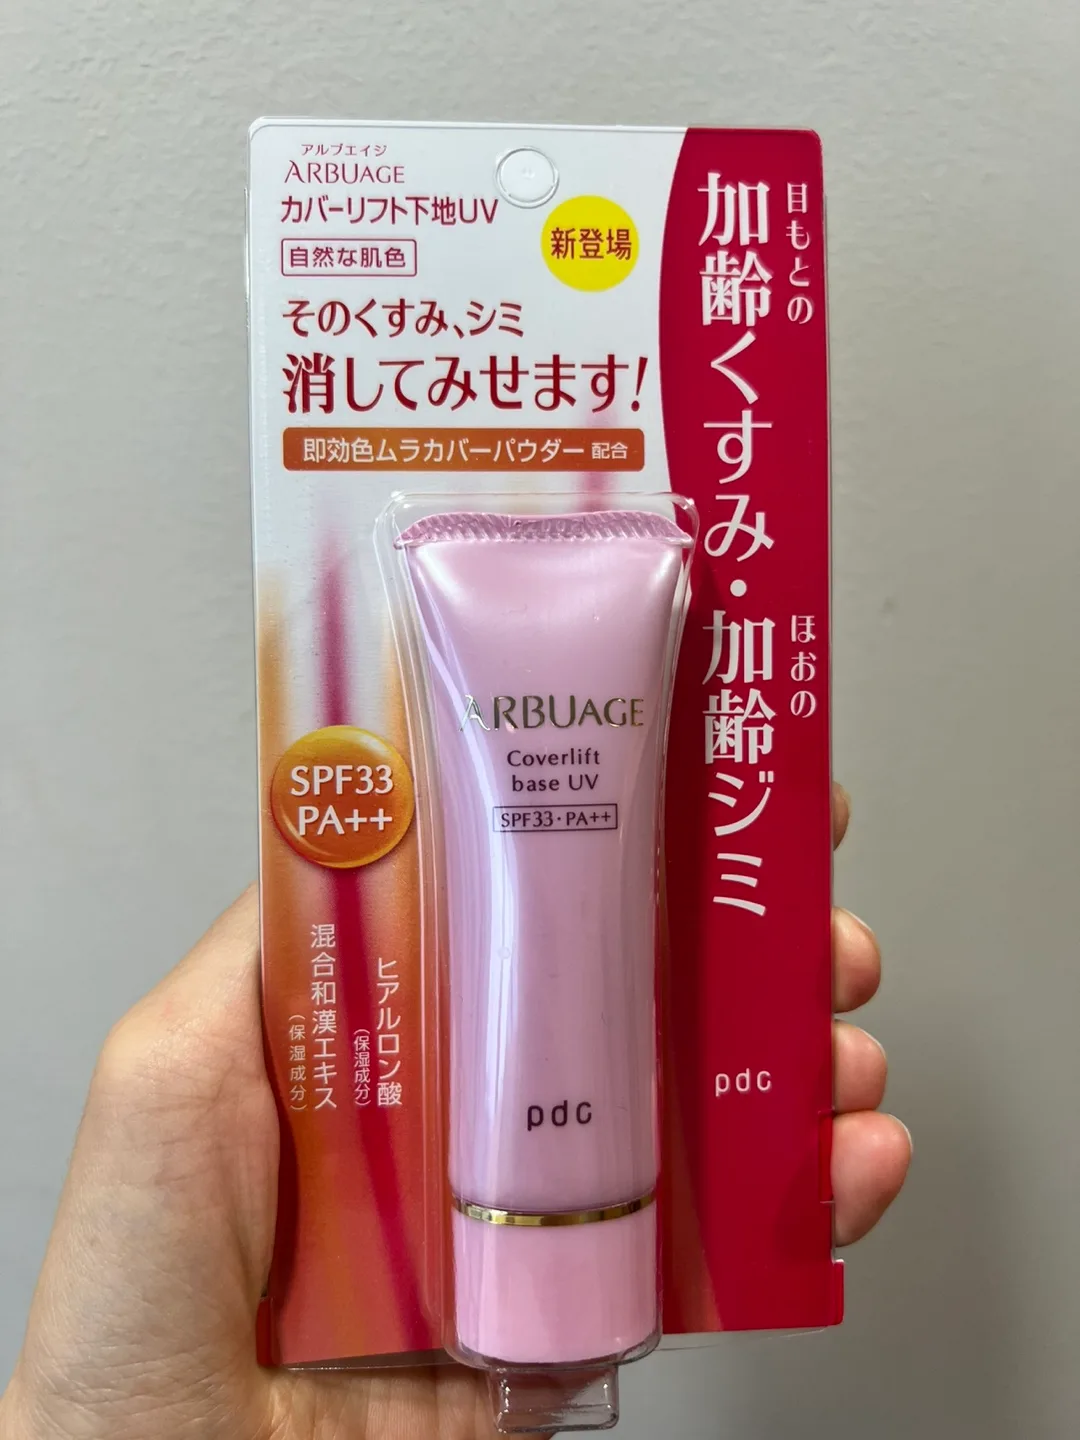 アルブエイジ
ARBUAGE
カバーリフト下地UV
自然な肌色
新登場
そのくすみ、シミ
消してみせます!
即効色ムラカバーパウダー 配合
目もとの
加齢くすみ・加齢ジミ
ほおの
ARBUAGE
Coverlift
base UV
SPF33・PA++
pdc
SPF33
PA++
ヒアルロン酸
(保湿成分)
混合和漢エキス
(保湿成分)
pdc